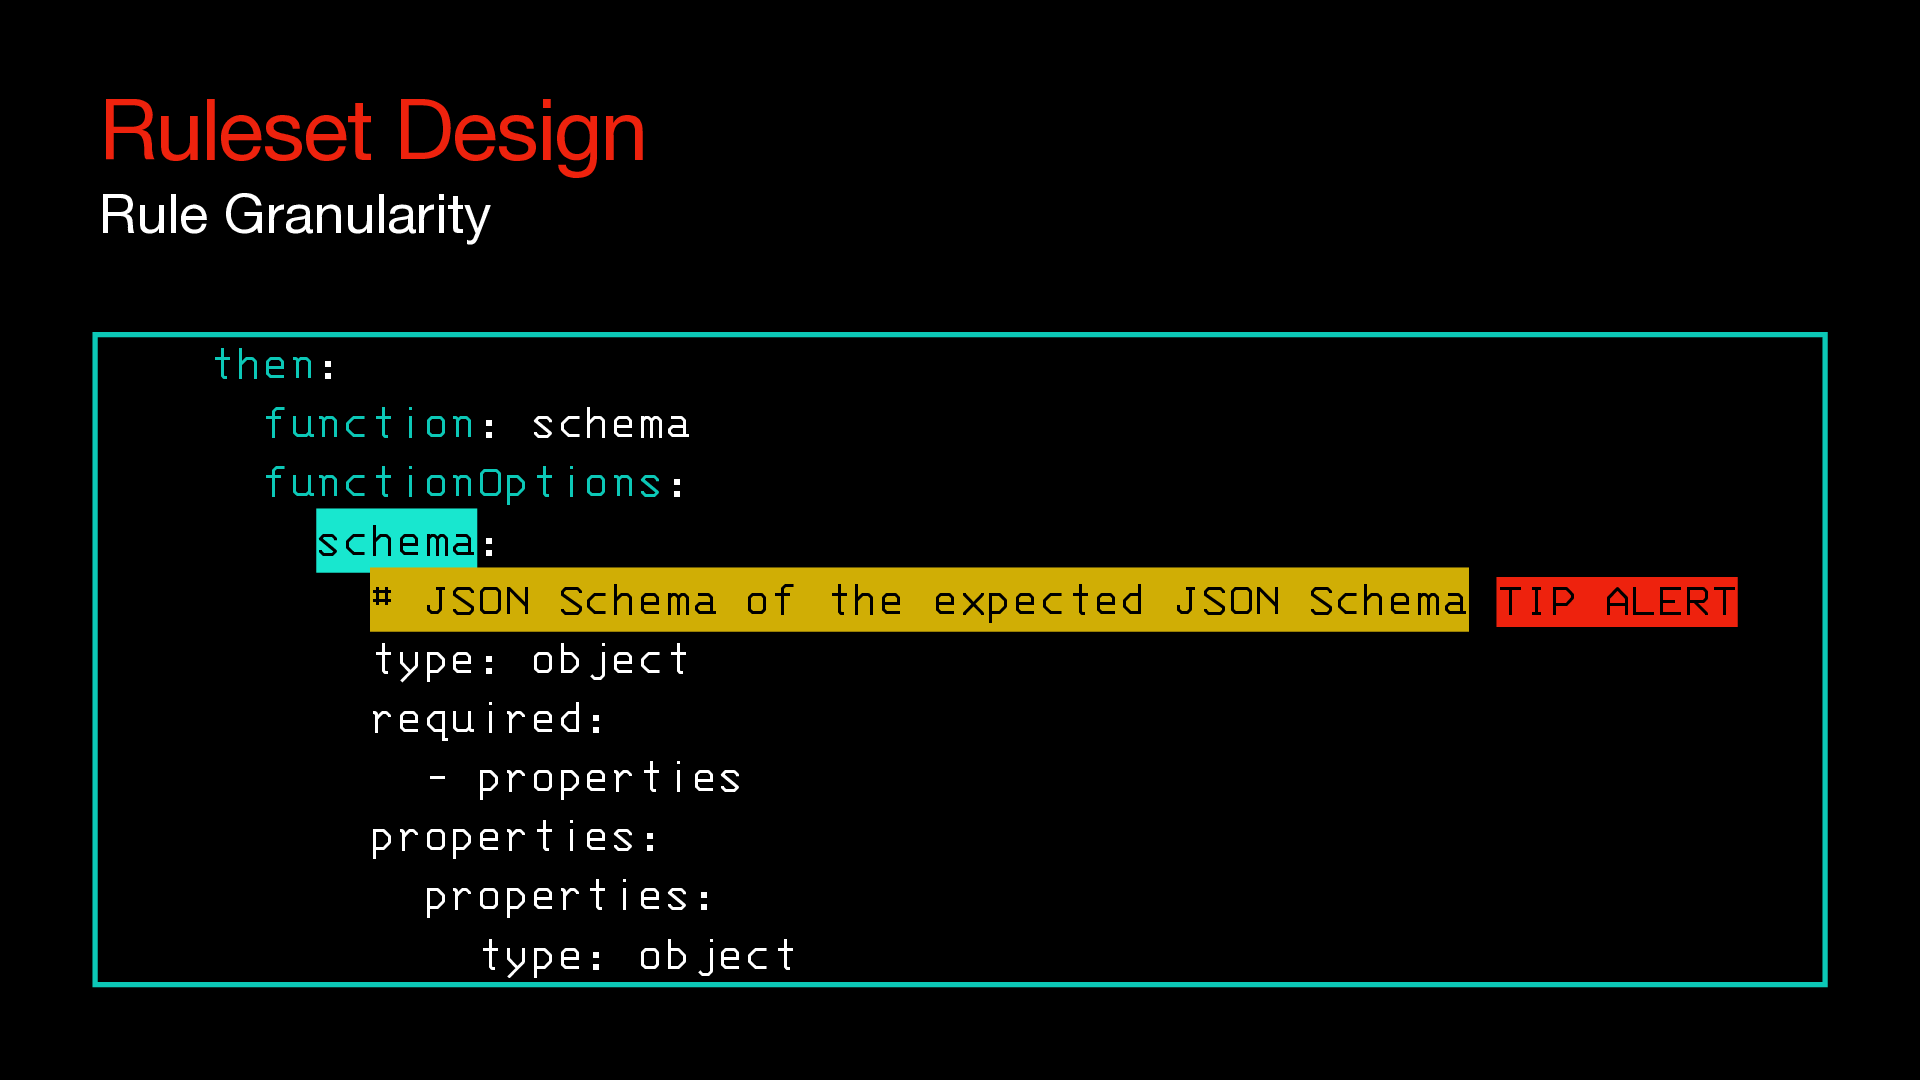 Ruleset Design
Rule Granularity
then:
function: schema
functionOptions:
schema:
# JSON Schema of the expected JSON Schema TIP ALERT
type: object
required:
- properties
properties:
properties:
type: object